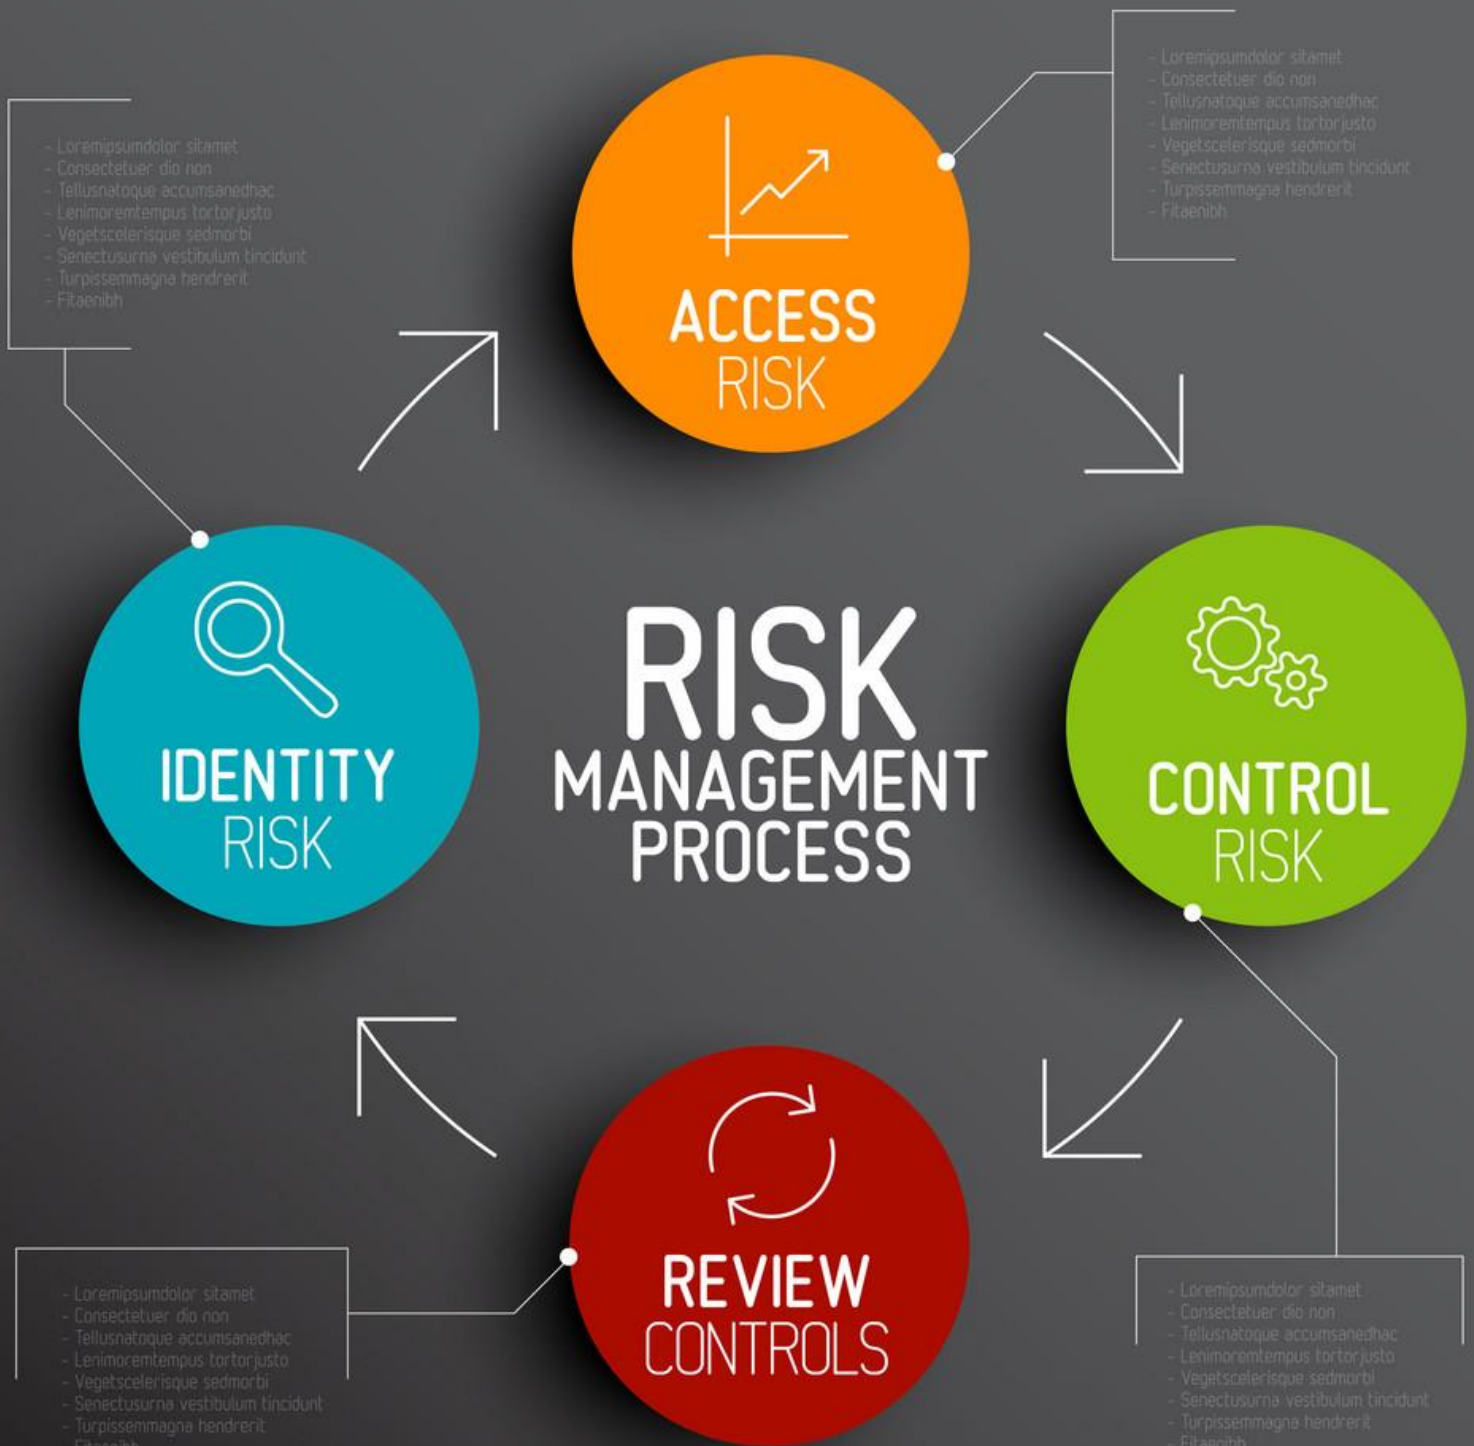 - Loremipsumdolor sitamet
- Consectetuer dio non
- Tellusnatoque accumsanedhac
- Lenimoremtempus tortorjusto
- Vegetscelerisque sedmorbi
- Senectusurna vestibulum tincidunt
- Turpissemmagna hendrerit
- Fitaenibh
ACCESS
RISK
- Loremipsumdolor sitamet
- Consectetuer dio non
- Tellusnatoque accumsanedhac
- Lenimoremtempus tortorjusto
- Vegetscelerisque sedmorbi
- Senectusurna vestibulum tincidunt
- Turpissemmagna hendrerit
- Fitaenibh
IDENTITY
RISK
RISK
MANAGEMENT
PROCESS
CONTROL
RISK
- Loremipsumdolor sitamet
- Consectetuer dio non
- Tellusnatoque accumsanedhac
- Lenimoremtempus tortorjusto
- Vegetscelerisque sedmorbi
- Senectusurna vestibulum tincidunt
- Turpissemmagna hendrerit
REVIEW
CONTROLS
- Loremipsumdolor sitamet
- Consectetuer dio non
- Tellusnatoque accumsanedhac
- Lenimoremtempus tortorjusto
- Vegetscelerisque sedmorbi
- Senectusurna vestibulum tincidunt
- Turpissemmagna hendrerit